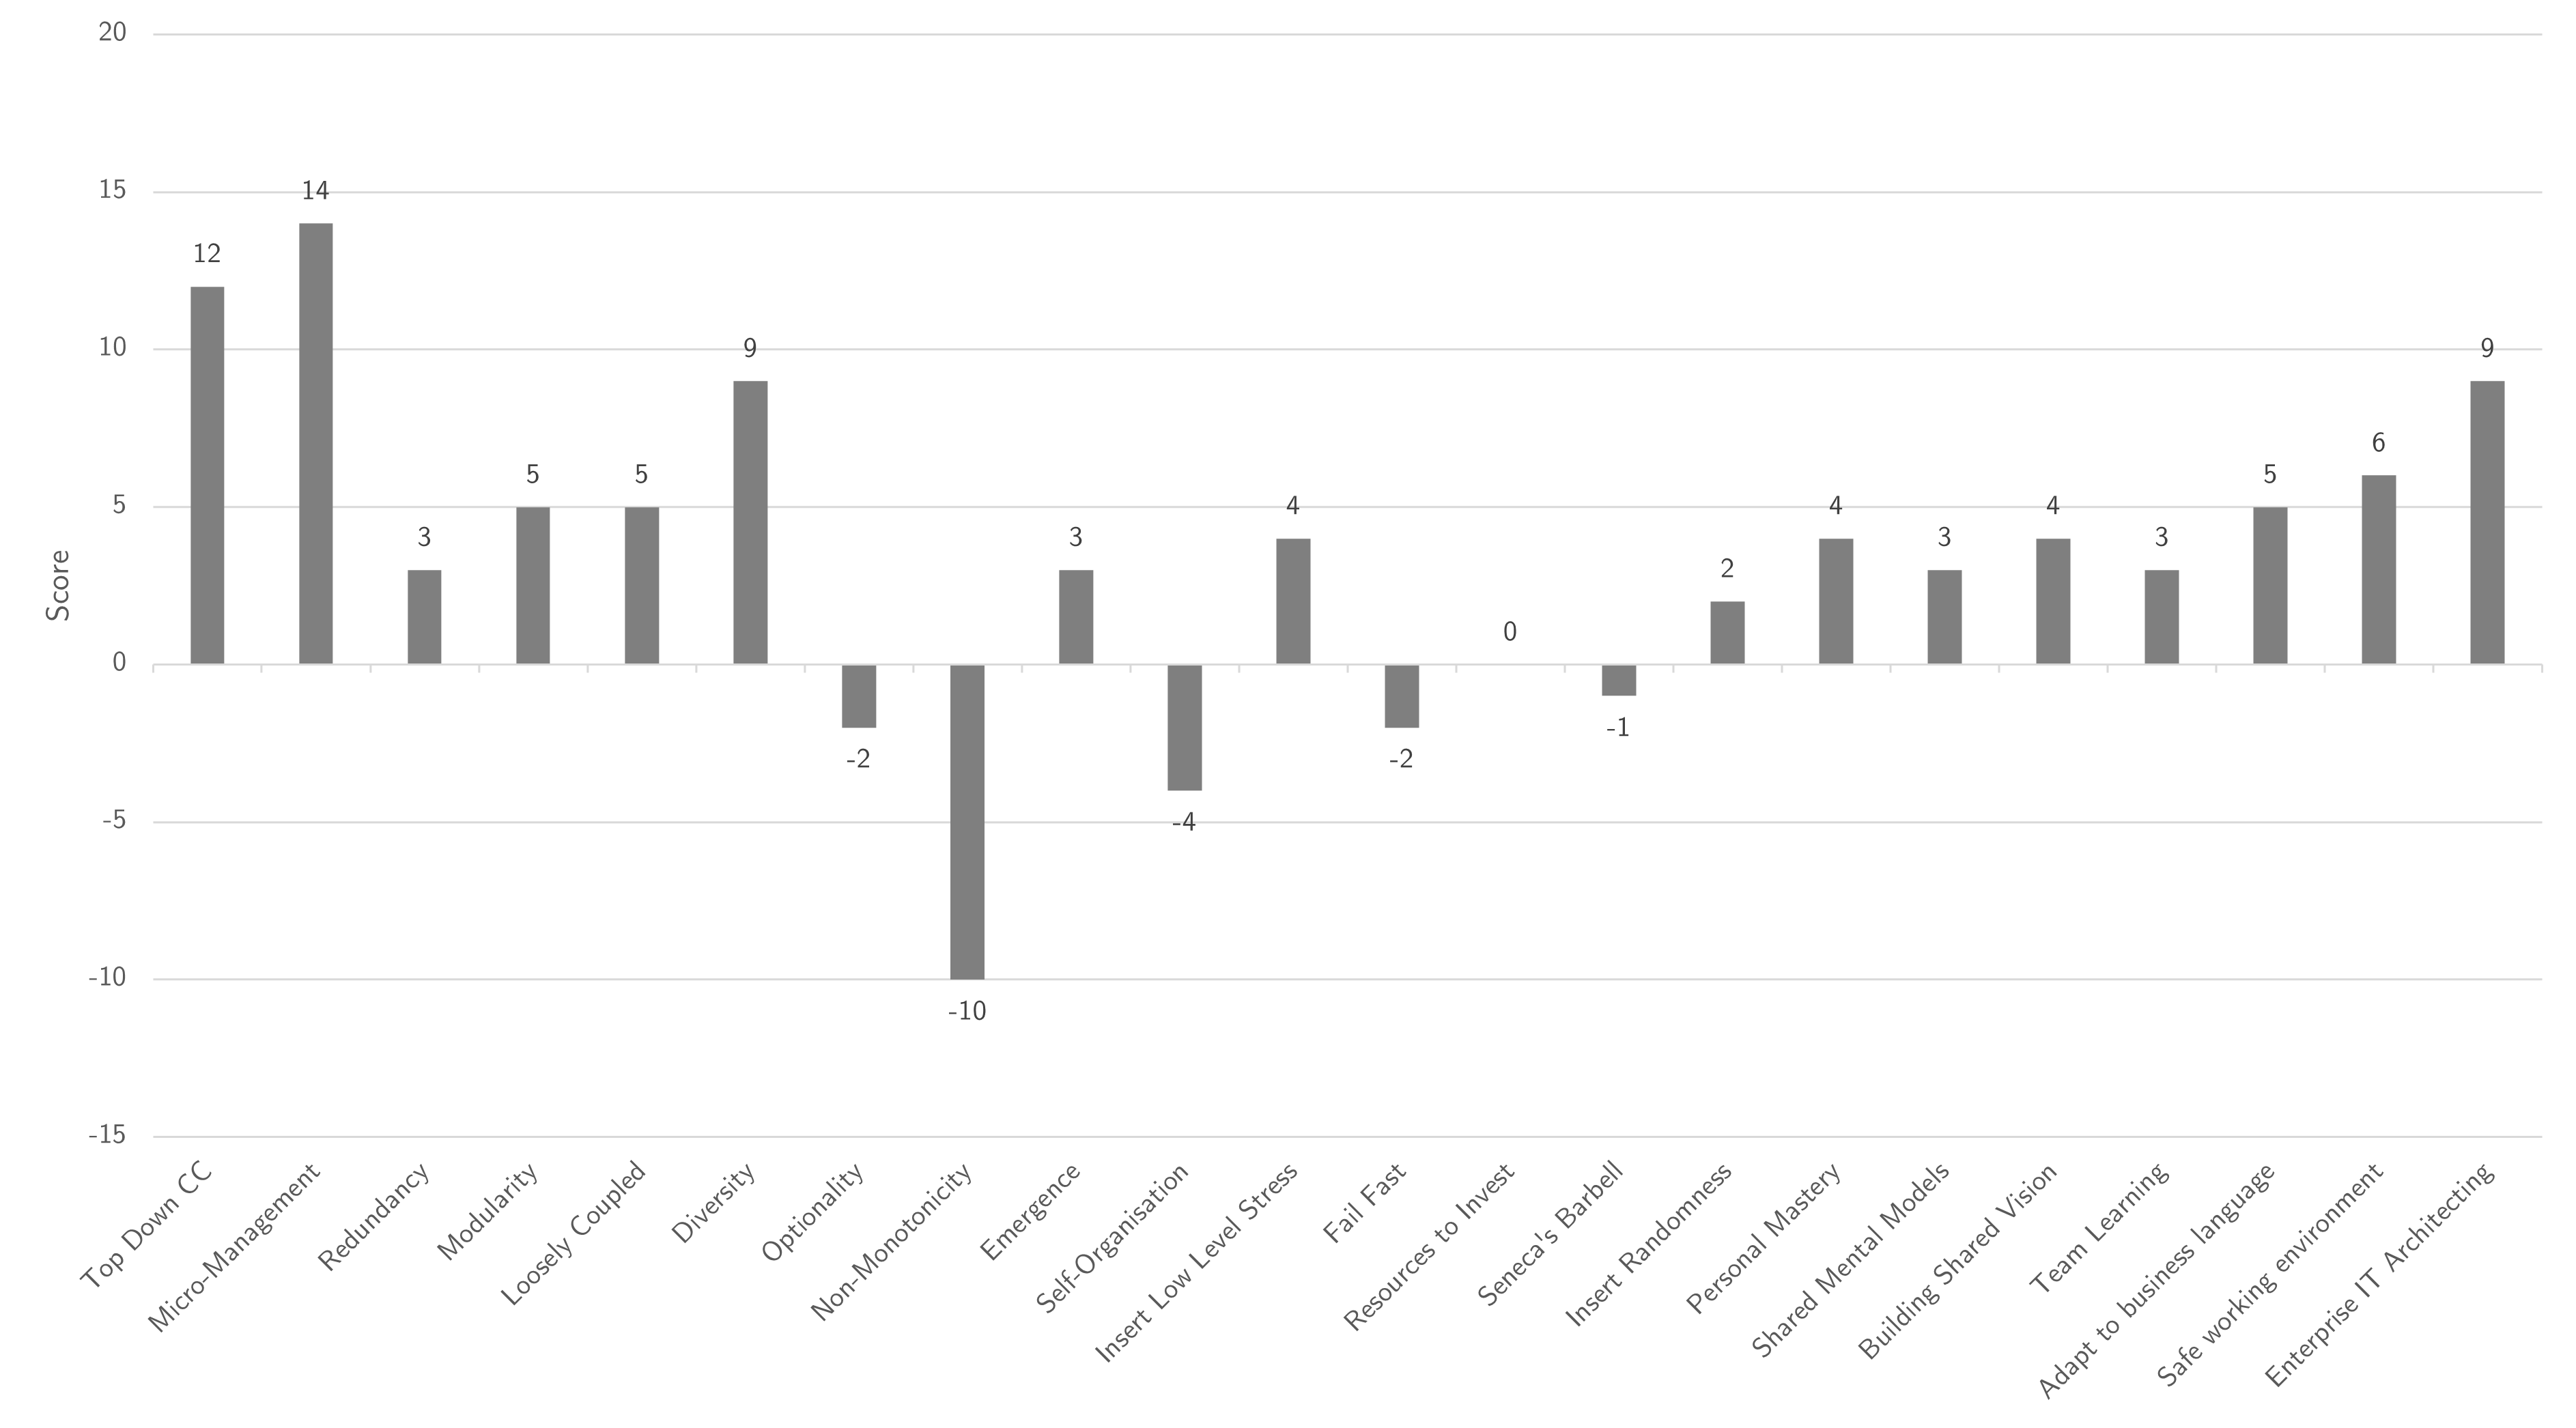 20
15
10
5
0
-5
-10
-15
Score
12
14
3
5
5
9
-2
-10
3
-4
4
-2
0
-1
2
4
3
4
3
5
6
9
Top Down CC
Micro-Management
Redundancy
Modularity
Loosely Coupled
Diversity
Optionality
Non-Monotonicity
Emergence
Self-Organisation
Insert Low Level Stress
Fail Fast
Resources to Invest
Seneca's Barbell
Insert Randomness
Personal Mastery
Shared Mental Models
Building Shared Vision
Team Learning
Adapt to business language
Safe working environment
Enterprise IT Architecting